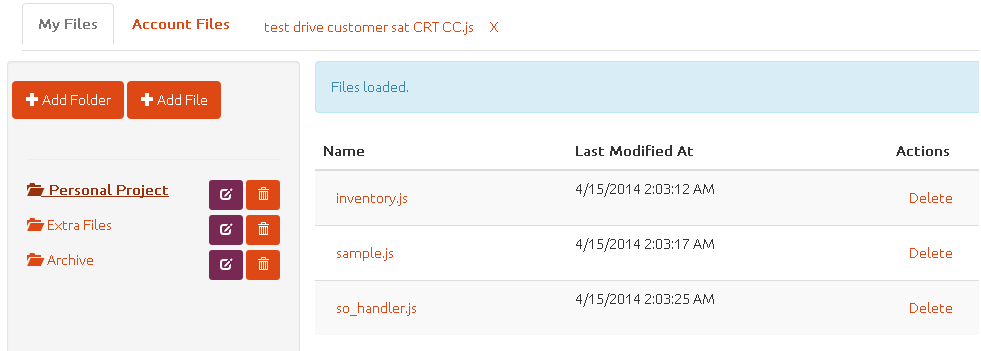 My Files Account Files test drive customer sat CRT CC.js X
Add Folder Add File
Files loaded.
Name Last Modified At Actions
Personal Project
inventory.js 4/15/2014 2:03:12 AM Delete
Extra Files
sample.js 4/15/2014 2:03:17 AM Delete
Archive
so_handler.js 4/15/2014 2:03:25 AM Delete